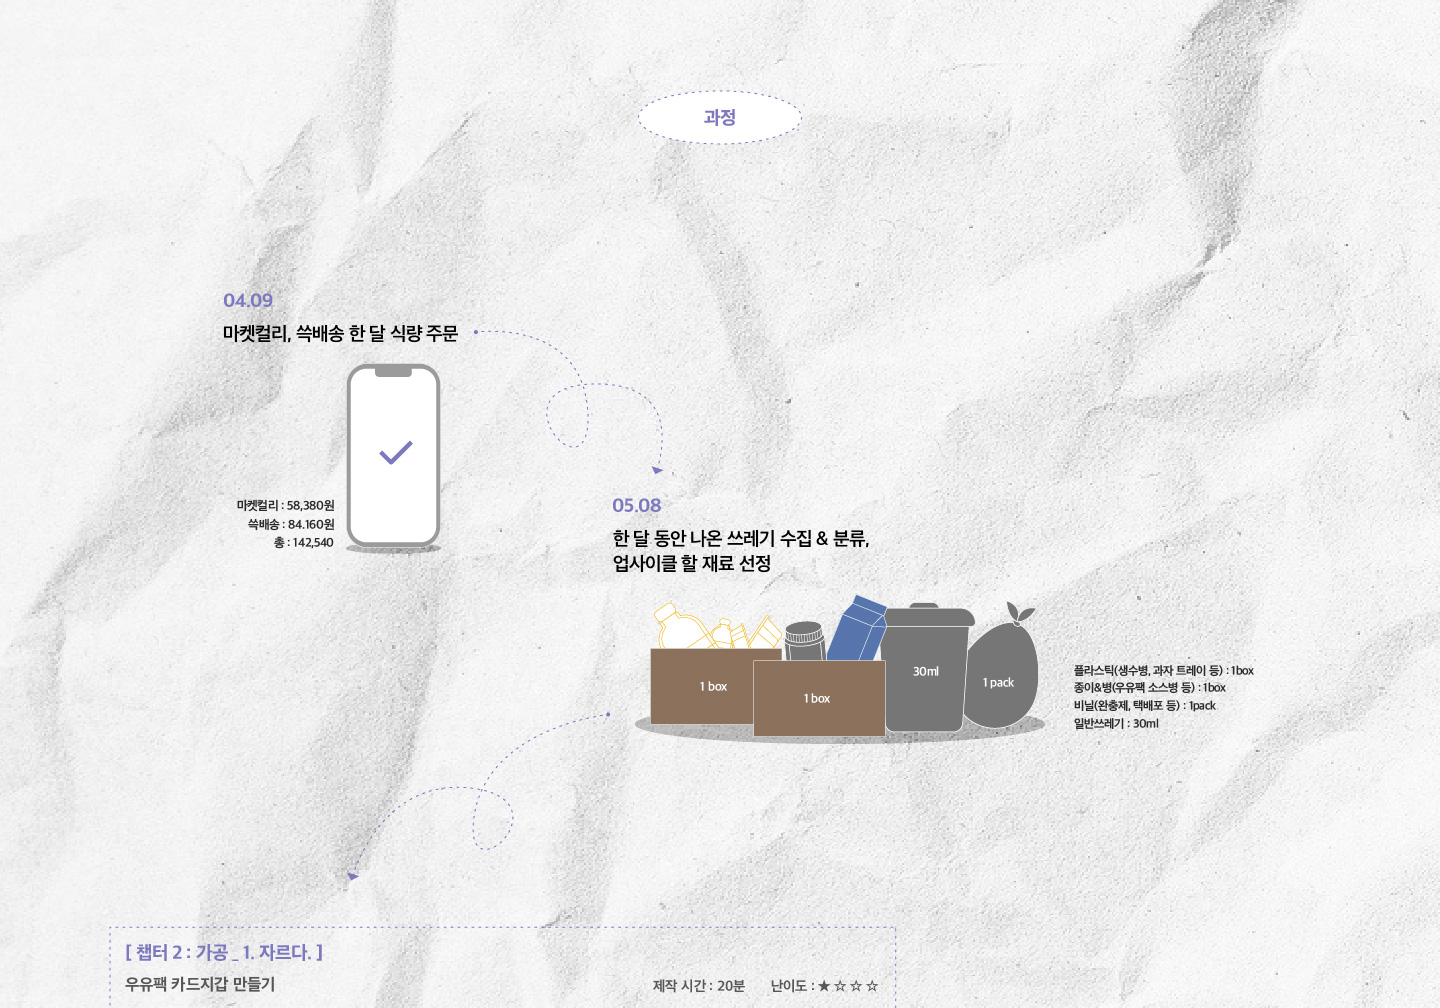 과정
04.09
마켓컬리, 쓱배송 한 달 식량 주문
마켓컬리 : 58,380원
쓱배송 : 84.160원
총 : 142,540
05.08
한 달 동안 나온 쓰레기 수집 & 분류,
업사이클 할 재료 선정
1 box
1 box
30ml
1 pack
플라스틱(생수병, 과자 트레이 등) : 1box
종이&병(우유팩 소스병 등) : 1box
비닐(완충제, 택배포 등) : 1pack
일반쓰레기 : 30ml
[ 챕터 2 : 가공 _ 1. 자르다. ]
우유팩 카드지갑 만들기
제작 시간 : 20분 난이도 : ★ ☆ ☆ ☆